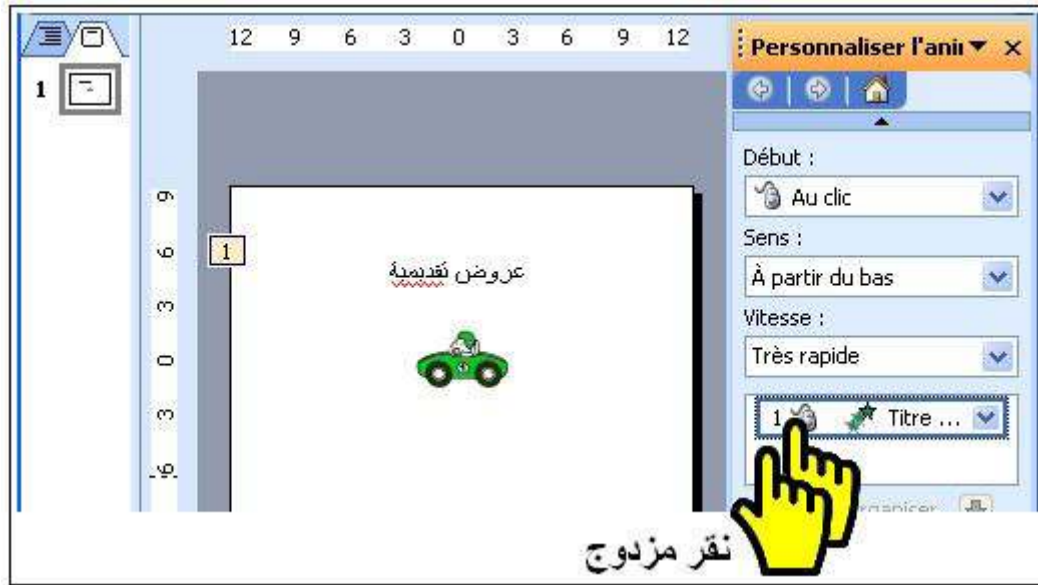 12 9 6 3 0 3 6 9 12
Personnaliser l'ani
1
Début :
Au clic
Sens :
À partir du bas
Vitesse :
Très rapide
1 Titre ...
9
6
3
0
3
6
1
عروض تقديمية
نقر مزدوج